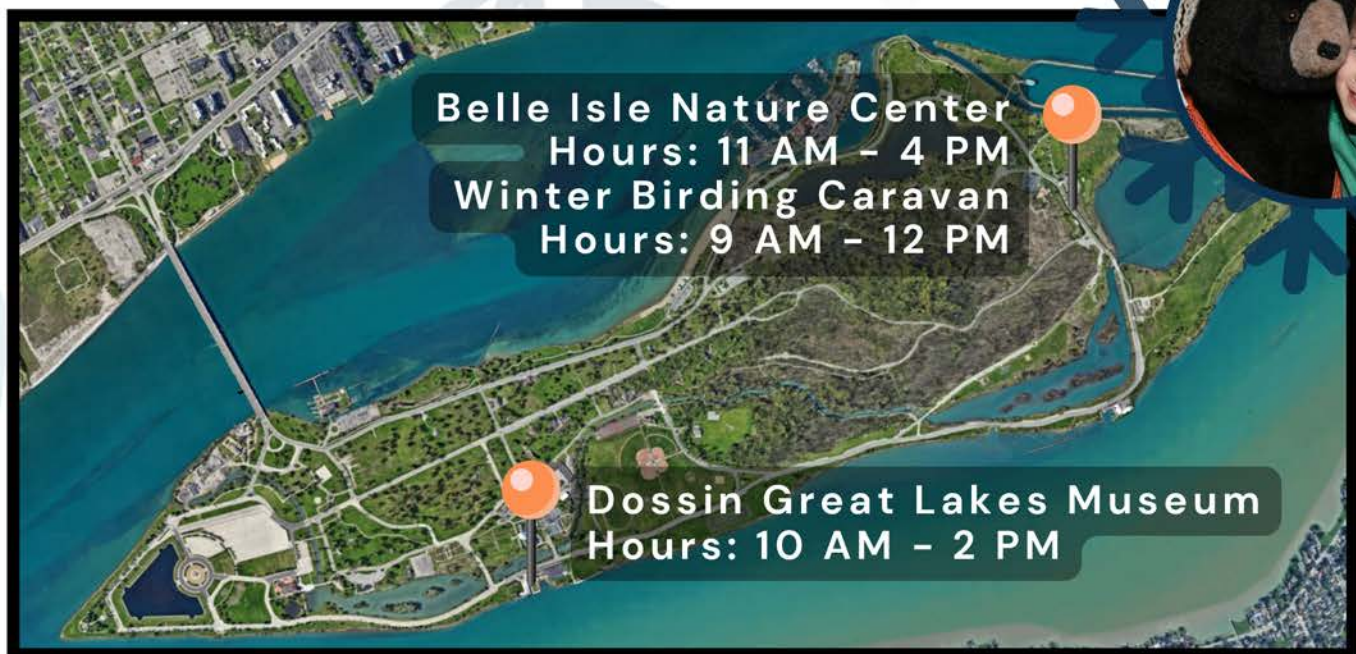 Belle Isle Nature Center
Hours: 11 AM - 4 PM
Winter Birding Caravan
Hours: 9 AM - 12 PM
Dossin Great Lakes Museum
Hours: 10 AM - 2 PM